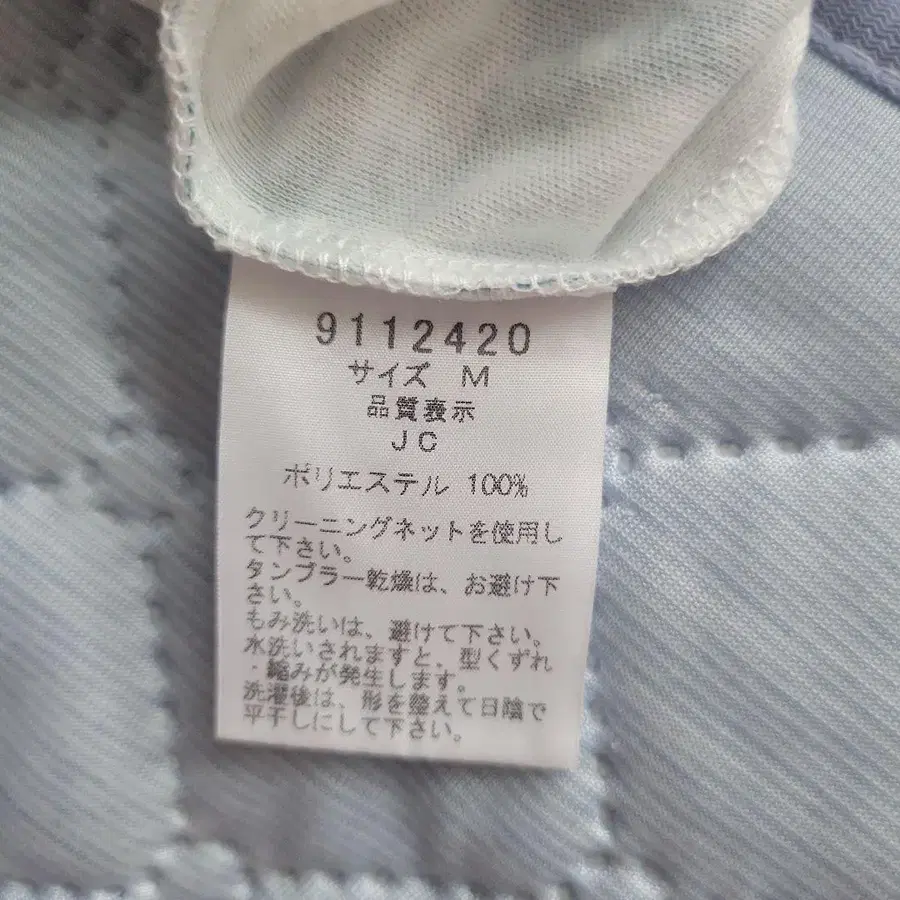 9112420
サイズ M
品質表示
JC
ポリエステル 100%
クリーニングネットを使用し
て下さい。
タンブラー乾燥は、お避け下
さい。
もみ洗いは、避けて下さい。
水洗いされますと、型くずれ
・縮みが発生します。
洗濯後は、形を整えて日陰で
平干しにして下さい。